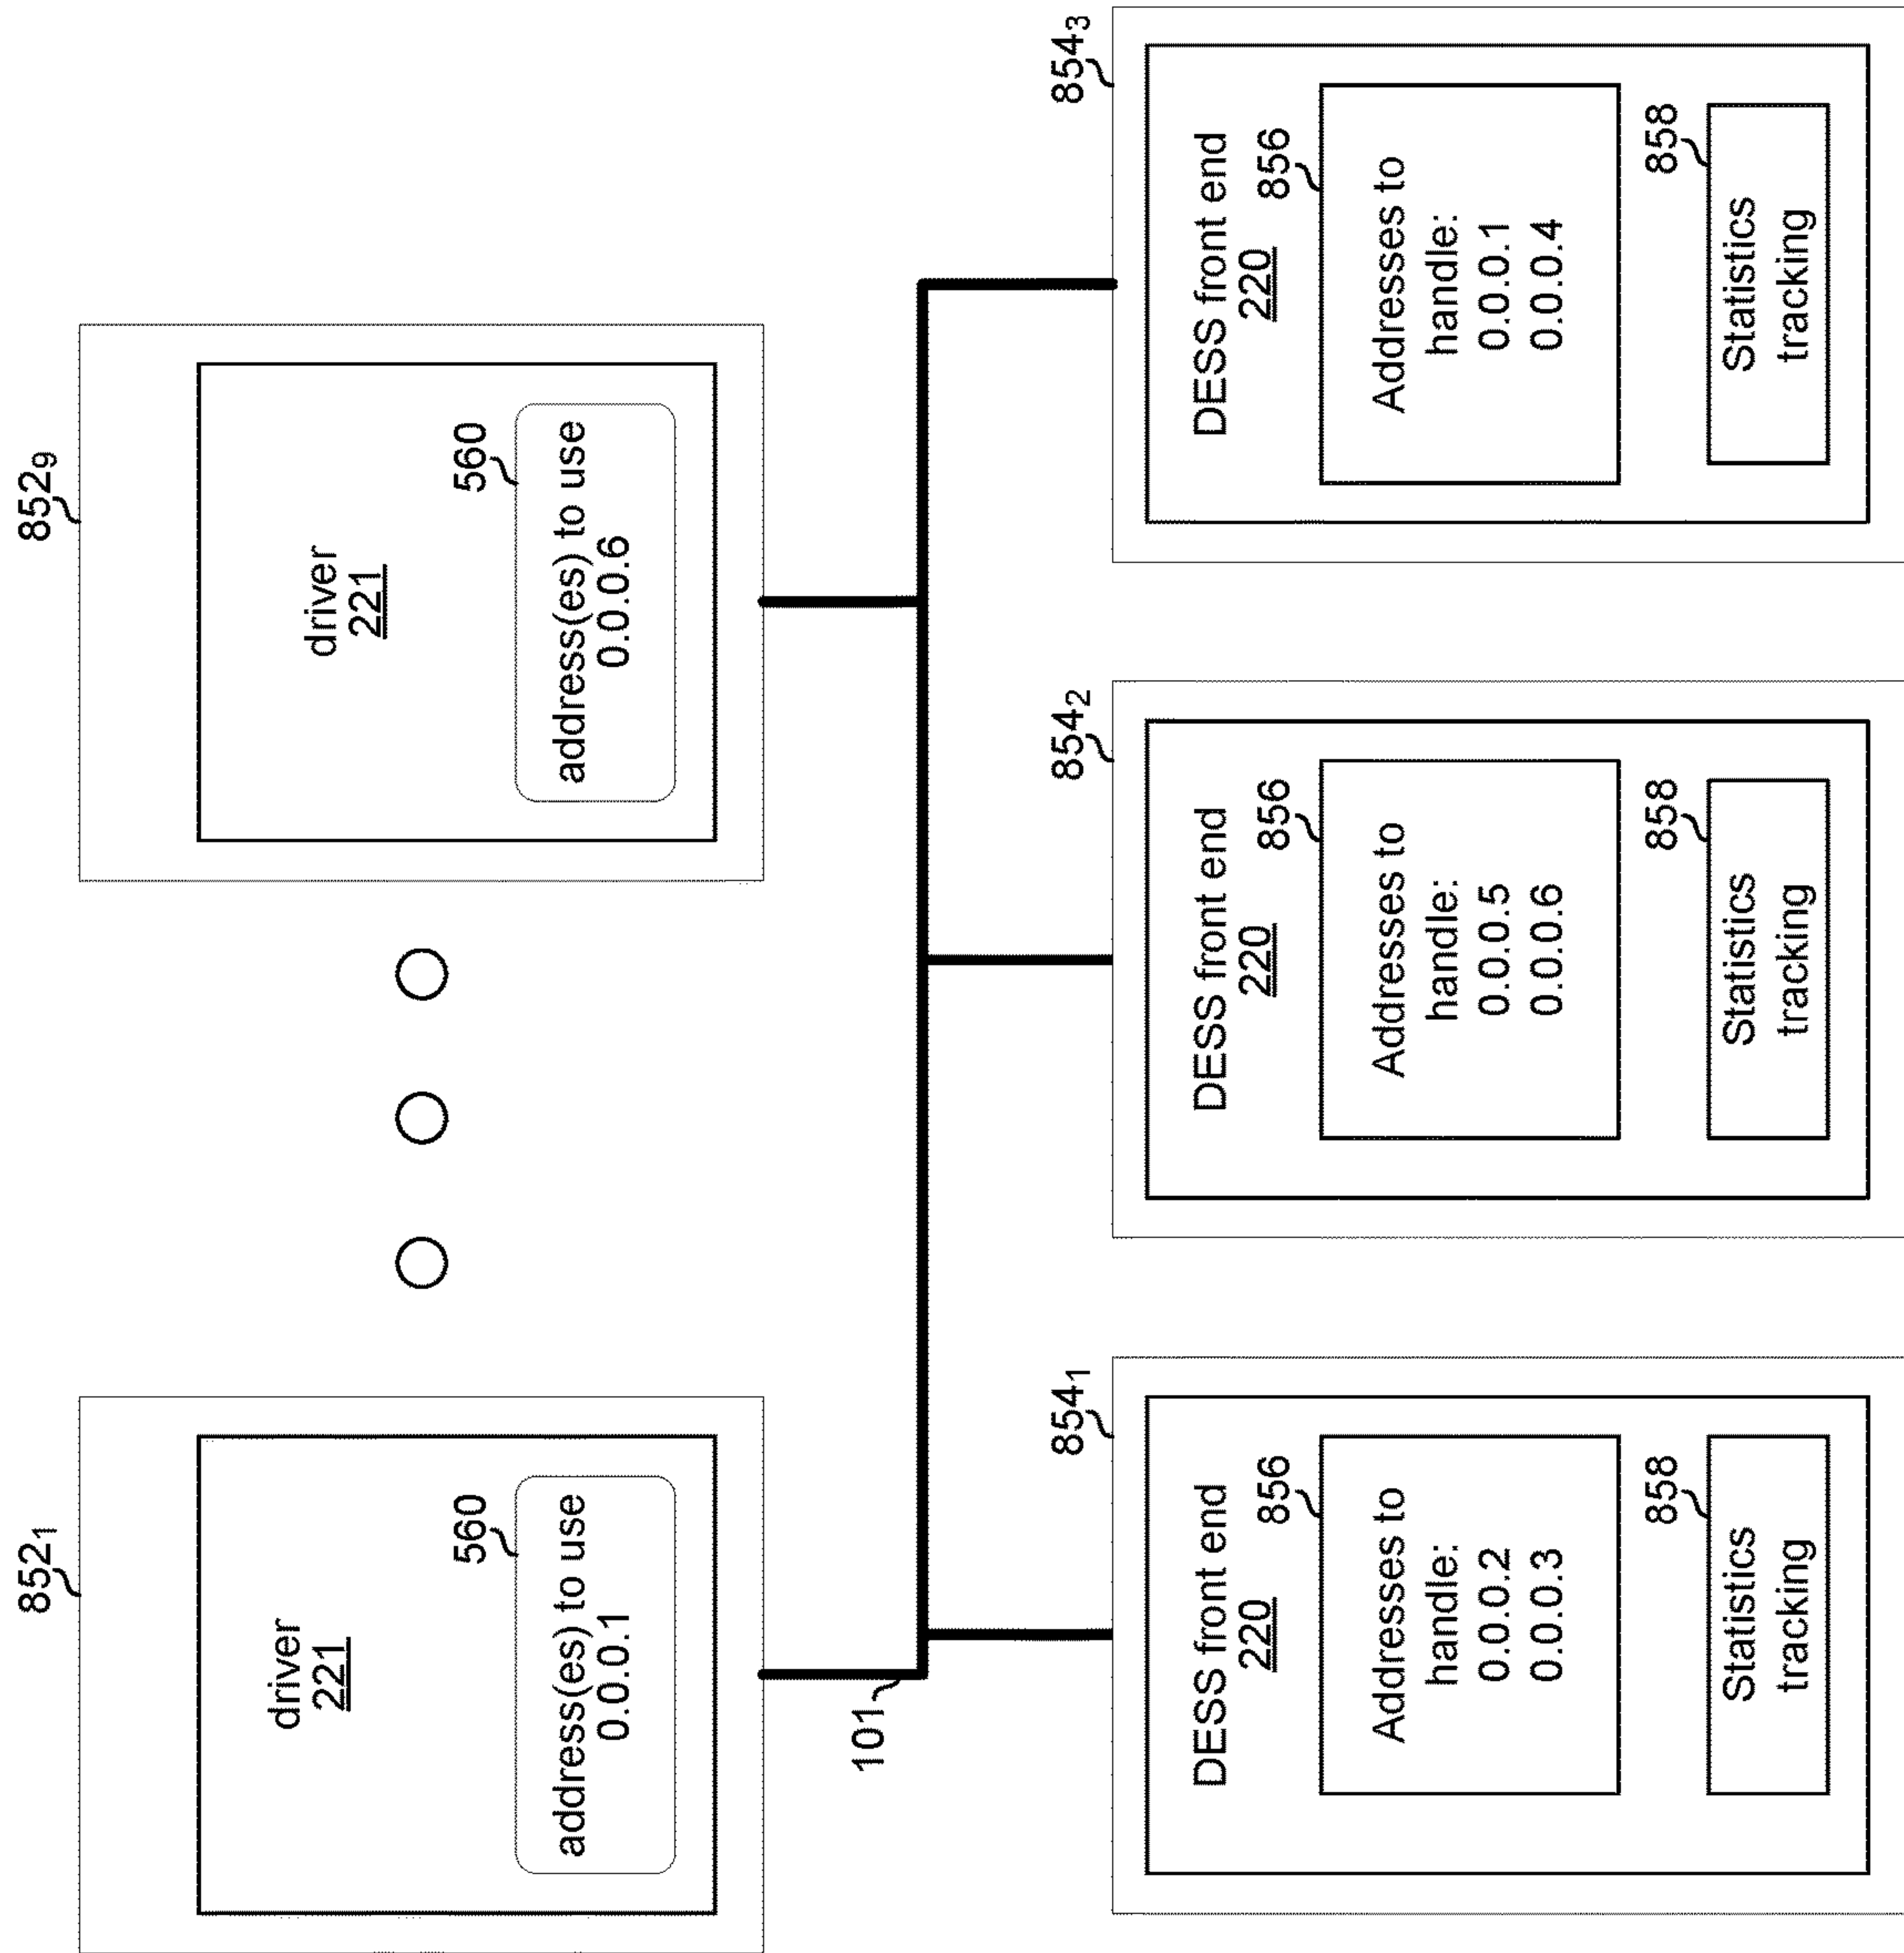 852₁
driver
221
560
address(es) to use
0.0.0.1
852₉
driver
221
560
address(es) to use
0.0.0.6
101
854₁
DESS front end
220
856
Addresses to
handle:
0.0.0.2
0.0.0.3
858
Statistics
tracking
854₂
DESS front end
220
856
Addresses to
handle:
0.0.0.5
0.0.0.6
858
Statistics
tracking
854₃
DESS front end
220
856
Addresses to
handle:
0.0.0.1
0.0.0.4
858
Statistics
tracking